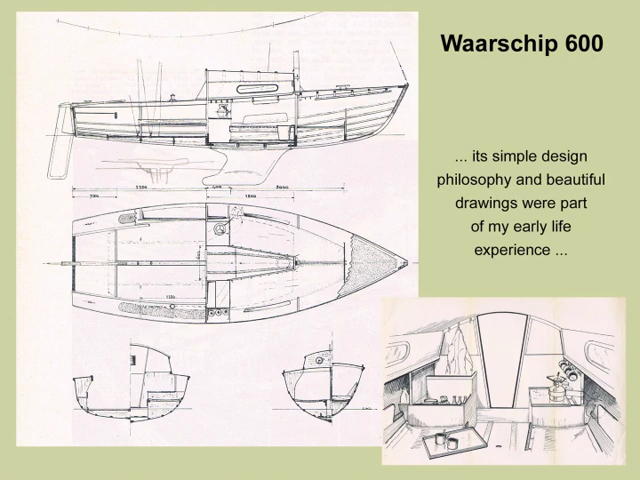 Waarschip 600
... its simple design
philosophy and beautiful
drawings were part
of my early life
experience ...